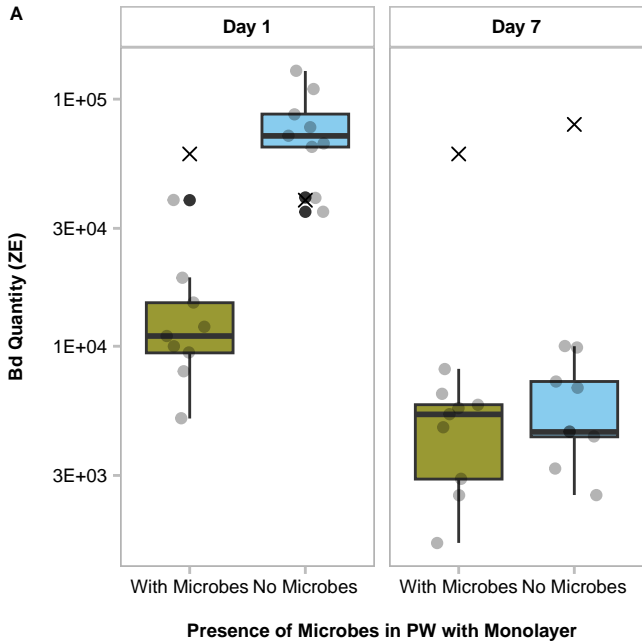 A
Day 1
Day 7
Bd Quantity (ZE)
1E+05
3E+04
1E+04
3E+03
With Microbes No Microbes
With Microbes No Microbes
Presence of Microbes in PW with Monolayer